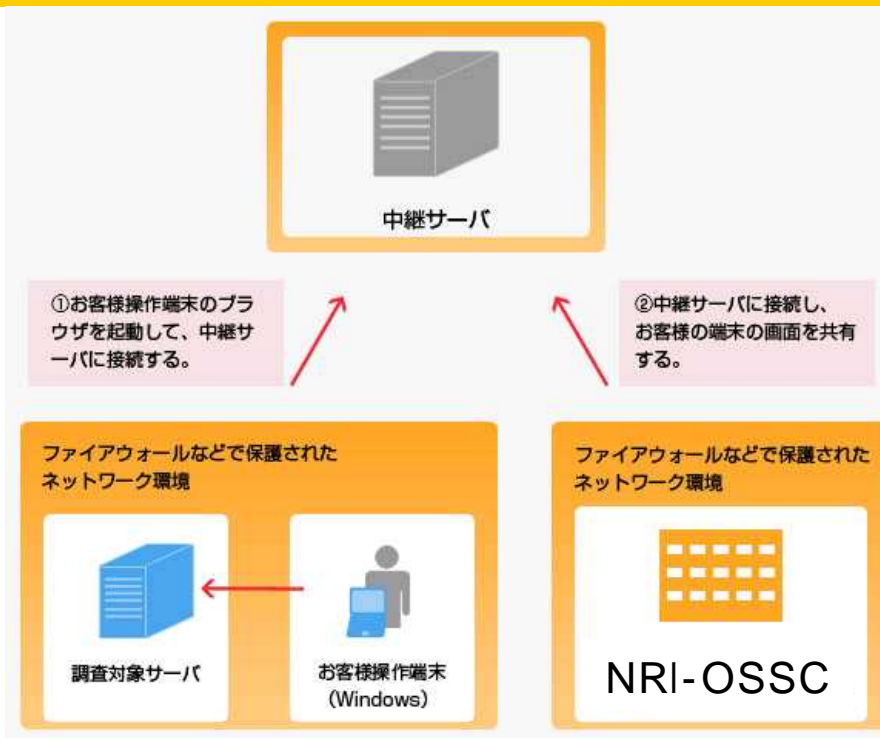 中継サーバ
①お客様操作端末のブラ
ウザを起動して、中継サ
ーバに接続する。
②中継サーバに接続し、
お客様の端末の画面を共有
する。
ファイアウォールなどで保護された
ネットワーク環境
調査対象サーバ
お客様操作端末
（Windows）
ファイアウォールなどで保護された
ネットワーク環境
NRI-OSSC